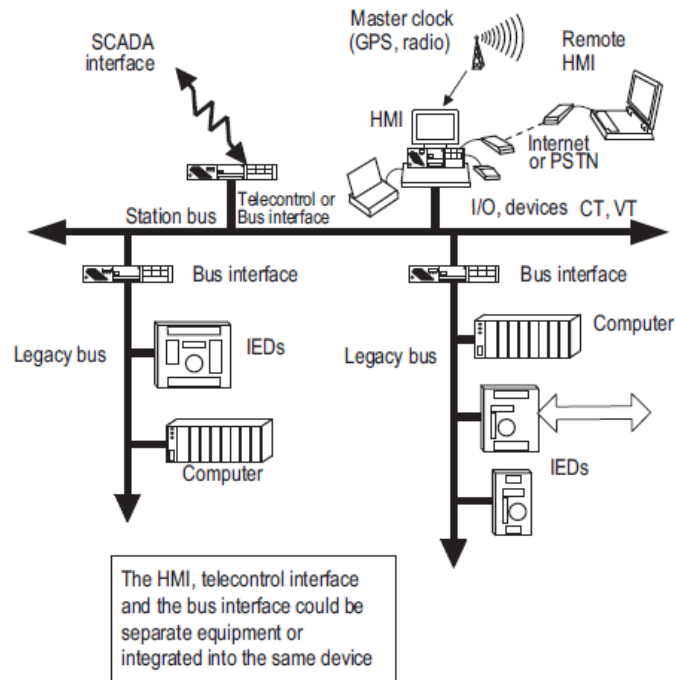 Master clock
(GPS, radio)
SCADA
interface
Remote
HMI
HMI
Internet
or PSTN
Telecontrol or
Bus interface
Station bus
I/O, devices CT, VT
Bus interface
Bus interface
Computer
IEDs
Legacy bus
Legacy bus
IEDs
Computer
The HMI, telecontrol interface
and the bus interface could be
separate equipment or
integrated into the same device